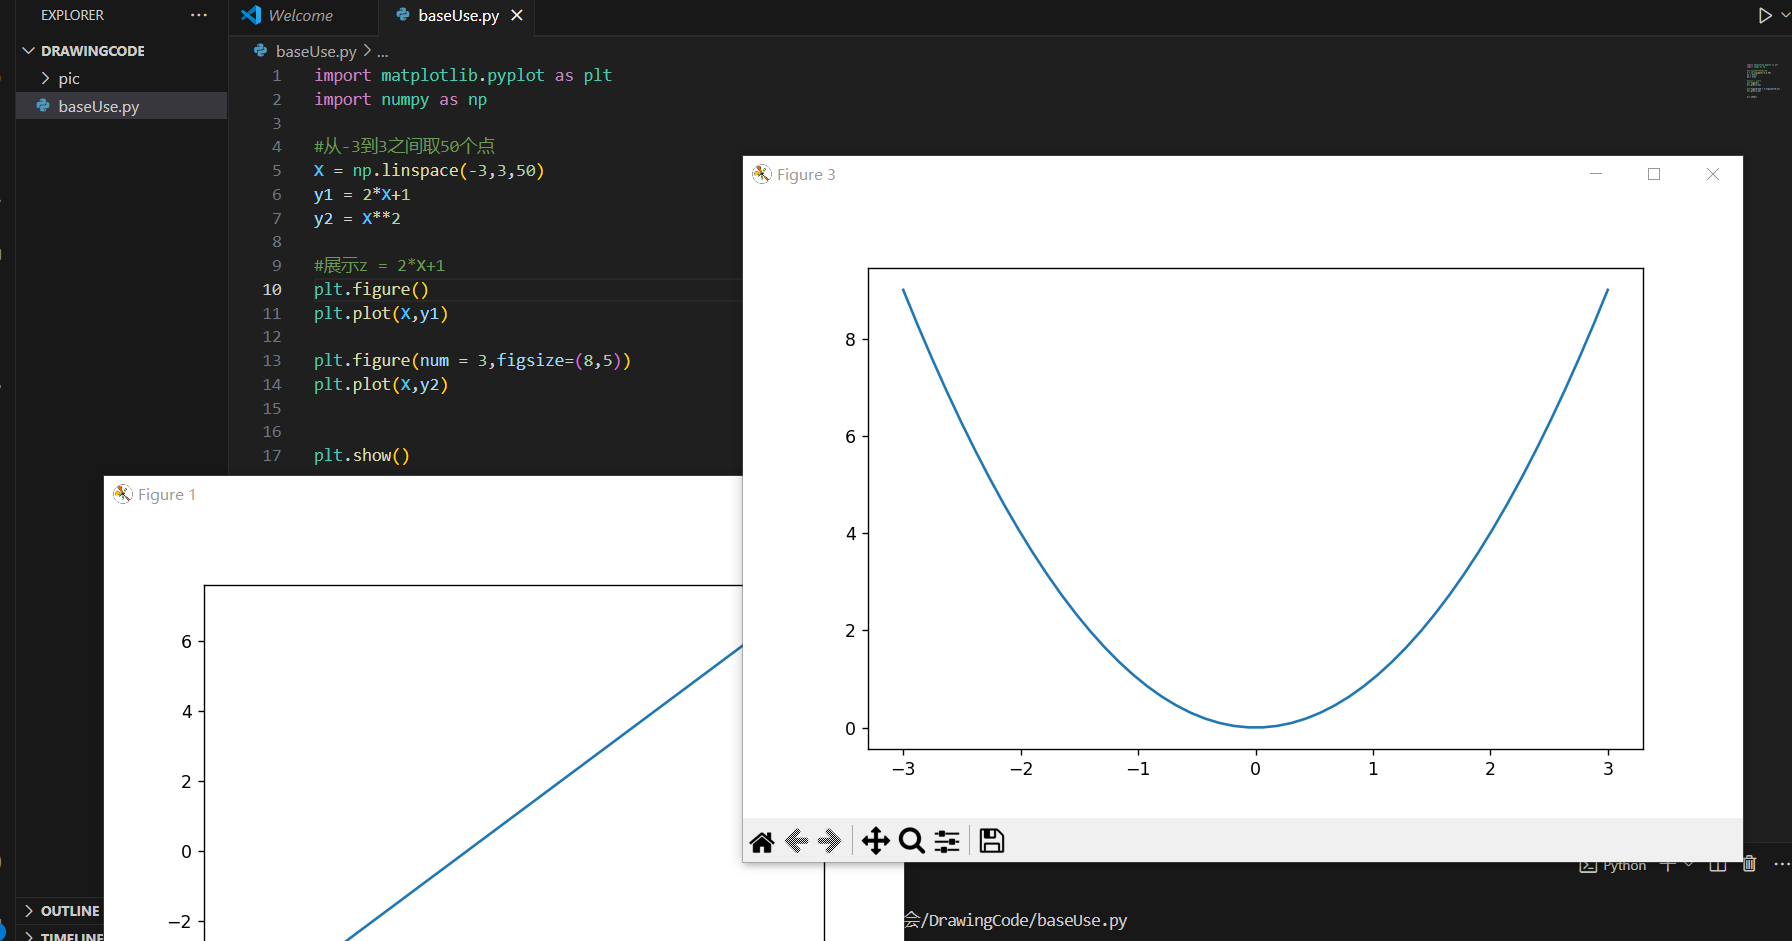 EXPLORER
Welcome
baseUse.py
DRAWINGCODE
pic
baseUse.py
baseUse.py > ...
1 import matplotlib.pyplot as plt
2 import numpy as np
3
4 #从-3到3之间取50个点
5 X = np.linspace(-3,3,50)
6 y1 = 2*X+1
7 y2 = X**2
8
9 #展示z = 2*X+1
10 plt.figure()
11 plt.plot(X,y1)
12
13 plt.figure(num = 3,figsize=(8,5))
14 plt.plot(X,y2)
15
16
17 plt.show()
Figure 3
8
6
4
2
0
−3 −2 −1 0 1 2 3
Figure 1
6
4
2
0
−2
Python
会/DrawingCode/baseUse.py
OUTLINE
TIMELINE